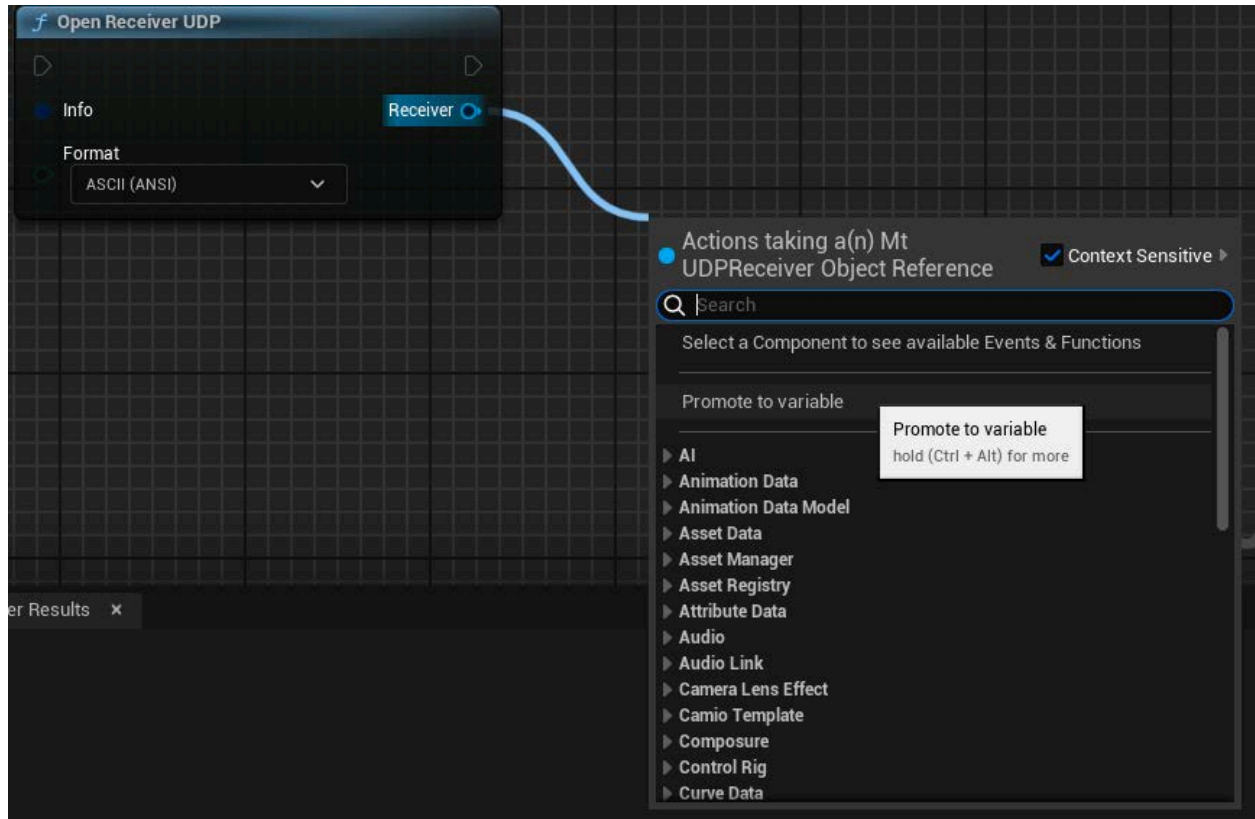 f Open Receiver UDP
Info
Receiver
Format
ASCII (ANSI)
Actions taking a(n) Mt
UDPReceiver Object Reference
Context Sensitive
Search
Select a Component to see available Events & Functions
Promote to variable
Promote to variable
hold (Ctrl + Alt) for more
AI
Animation Data
Animation Data Model
Asset Data
Asset Manager
Asset Registry
Attribute Data
Audio
Audio Link
Camera Lens Effect
Camio Template
Composure
Control Rig
Curve Data
er Results